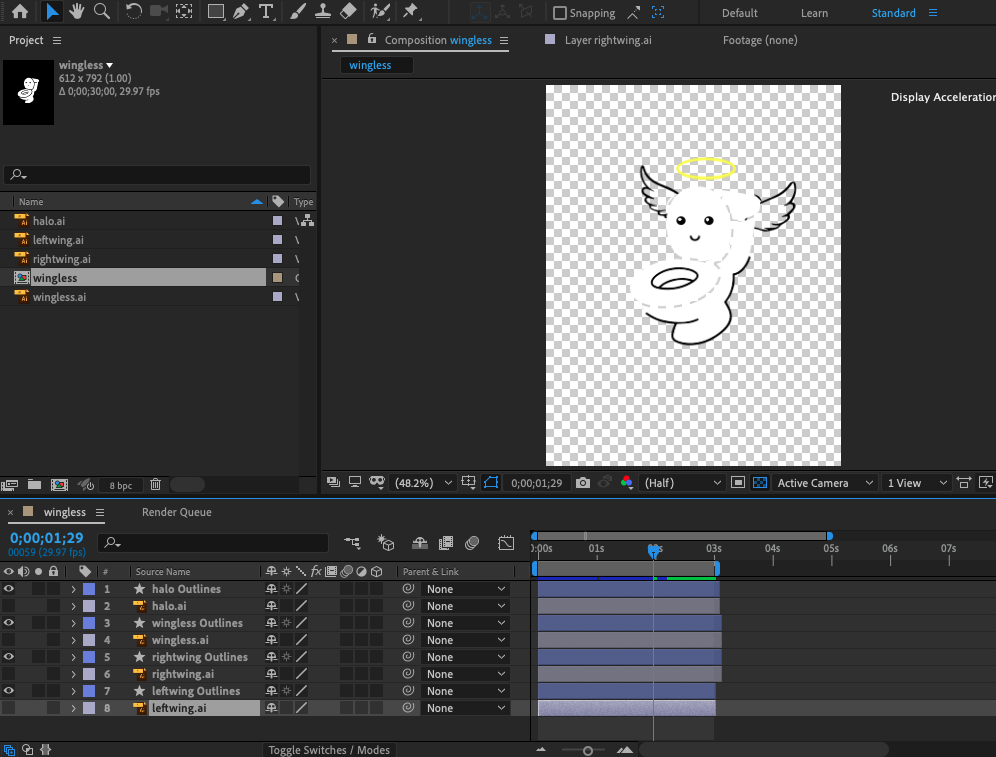 Snapping
Default
Learn
Standard
Project
× Composition wingless
Layer rightwing.ai
Footage (none)
wingless
wingless
612 x 792 (1.00)
Δ 0;00;30;00, 29.97 fps
Display Acceleration
Name
Type
halo.ai
leftwing.ai
rightwing.ai
wingless
wingless.ai
8 bpc
(48.2%)
0;00;01;29
(Half)
Active Camera
1 View
× wingless
Render Queue
0;00;01;29
00059 (29.97 fps)
:00s 01s 02s 03s 04s 05s 06s 07s
# Source Name fx Parent & Link
1 halo Outlines None
2 halo.ai None
3 wingless Outlines None
4 wingless.ai None
5 rightwing Outlines None
6 rightwing.ai None
7 leftwing Outlines None
8 leftwing.ai None
Toggle Switches / Modes